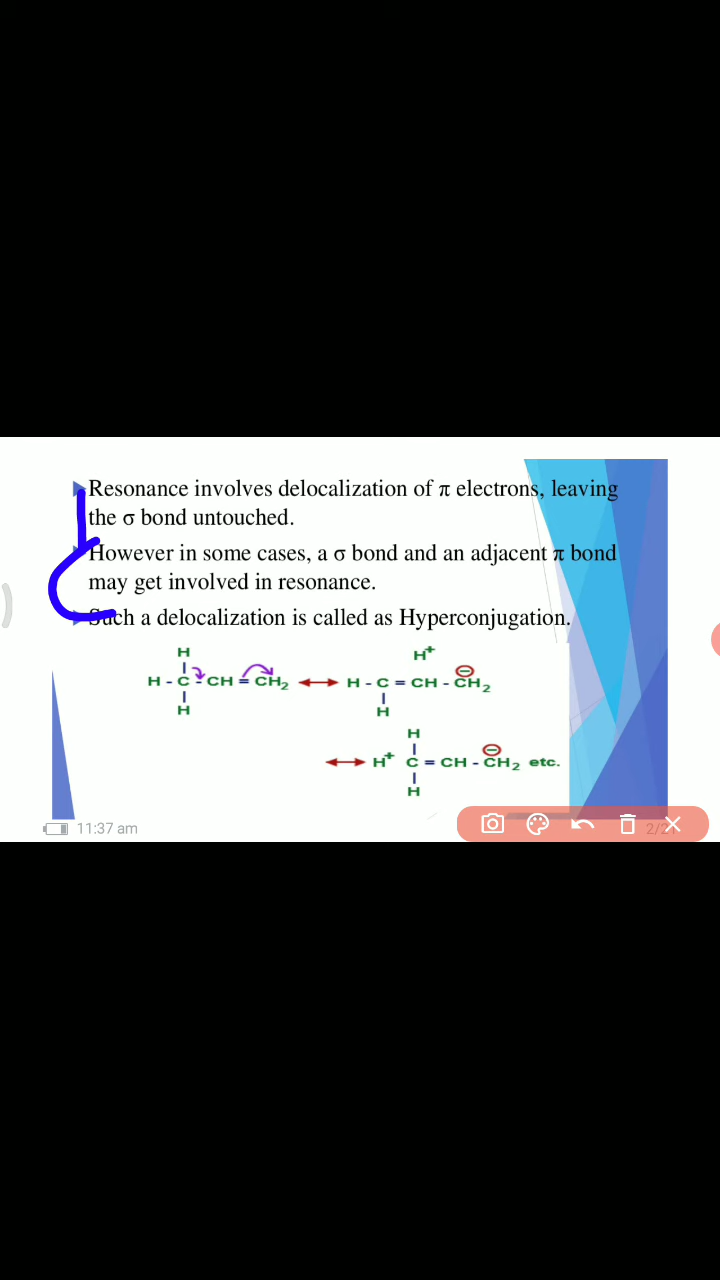 Resonance involves delocalization of π electrons, leaving
the σ bond untouched.
However in some cases, a σ bond and an adjacent π bond
may get involved in resonance.
Such a delocalization is called as Hyperconjugation.
H H⁺
H - C - CH = CH₂ ⟷ H - C = CH - CH₂ ⊖
H H
H
⟷ H⁺ C = CH - CH₂ ⊖ etc.
H
11:37 am